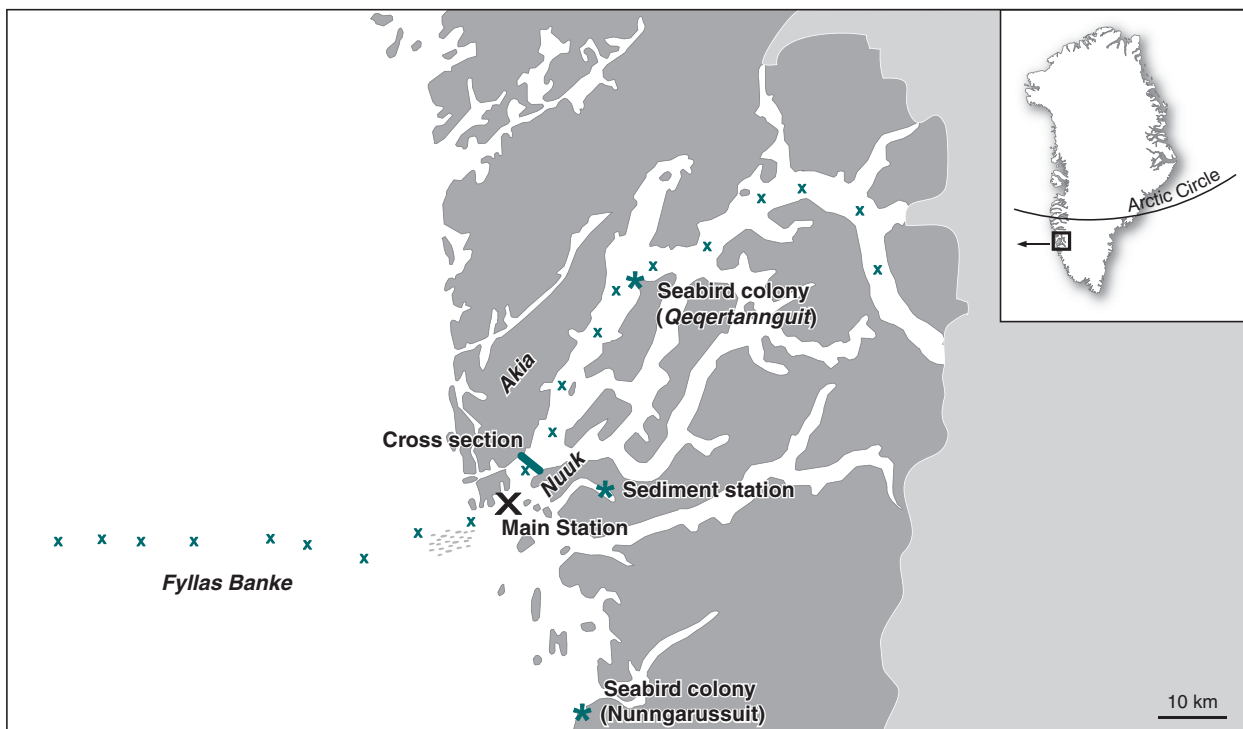 Arctic Circle
Seabird colony
(Qeqertannguit)
Akia
Cross section
Nuuk
Sediment station
Main Station
Fyllas Banke
Seabird colony
(Nunngarussuit)
10 km